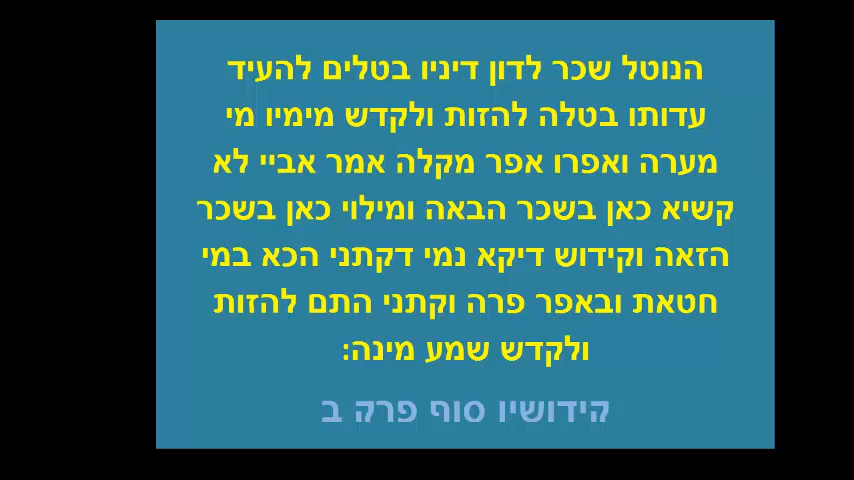 הנוטל שכר לדון דיניו בטלים להעיד
עדותו בטלה להזות ולקדש מימיו מי
מערה ואפרו אפר מקלה אמר אביי לא
קשיא כאן בשכר הבאה ומילוי כאן בשכר
הזאה וקידוש דיקא נמי דקתני הכא במי
חטאת ובאפר פרה וקתני התם להזות
ולקדש שמע מינה:
קידושיו סוף פרק ב